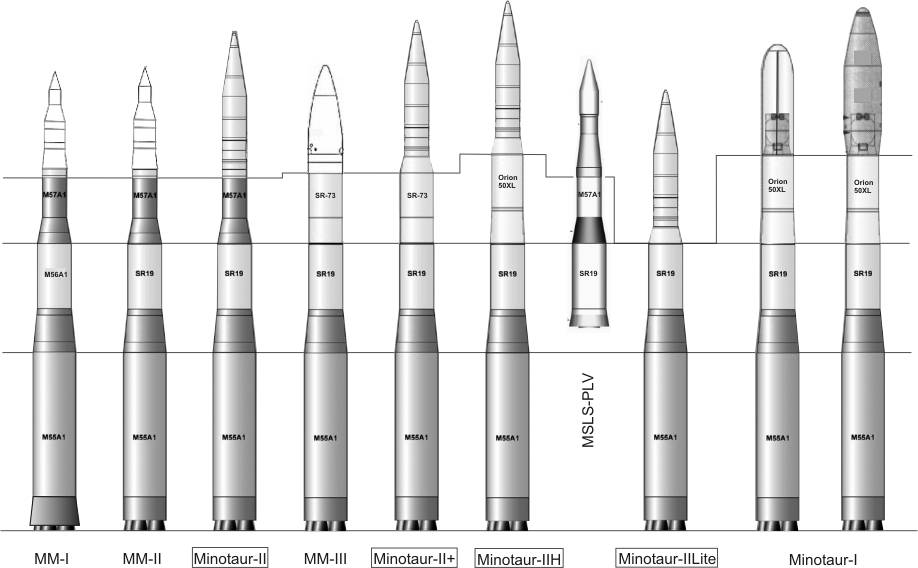 Orion
50XL
Orion
50XL
Orion
50XL
M57A1
M57A1
M57A1
SR-73
SR-73
M57A1
M56A1
SR19
SR19
SR19
SR19
SR19
SR19
SR19
SR19
SR19
MSLS-PLV
M55A1
M55A1
M55A1
M55A1
M55A1
M55A1
M55A1
M55A1
M55A1
MM-I
MM-II
Minotaur-II
MM-III
Minotaur-II+
Minotaur-IIH
Minotaur-IILite
Minotaur-I